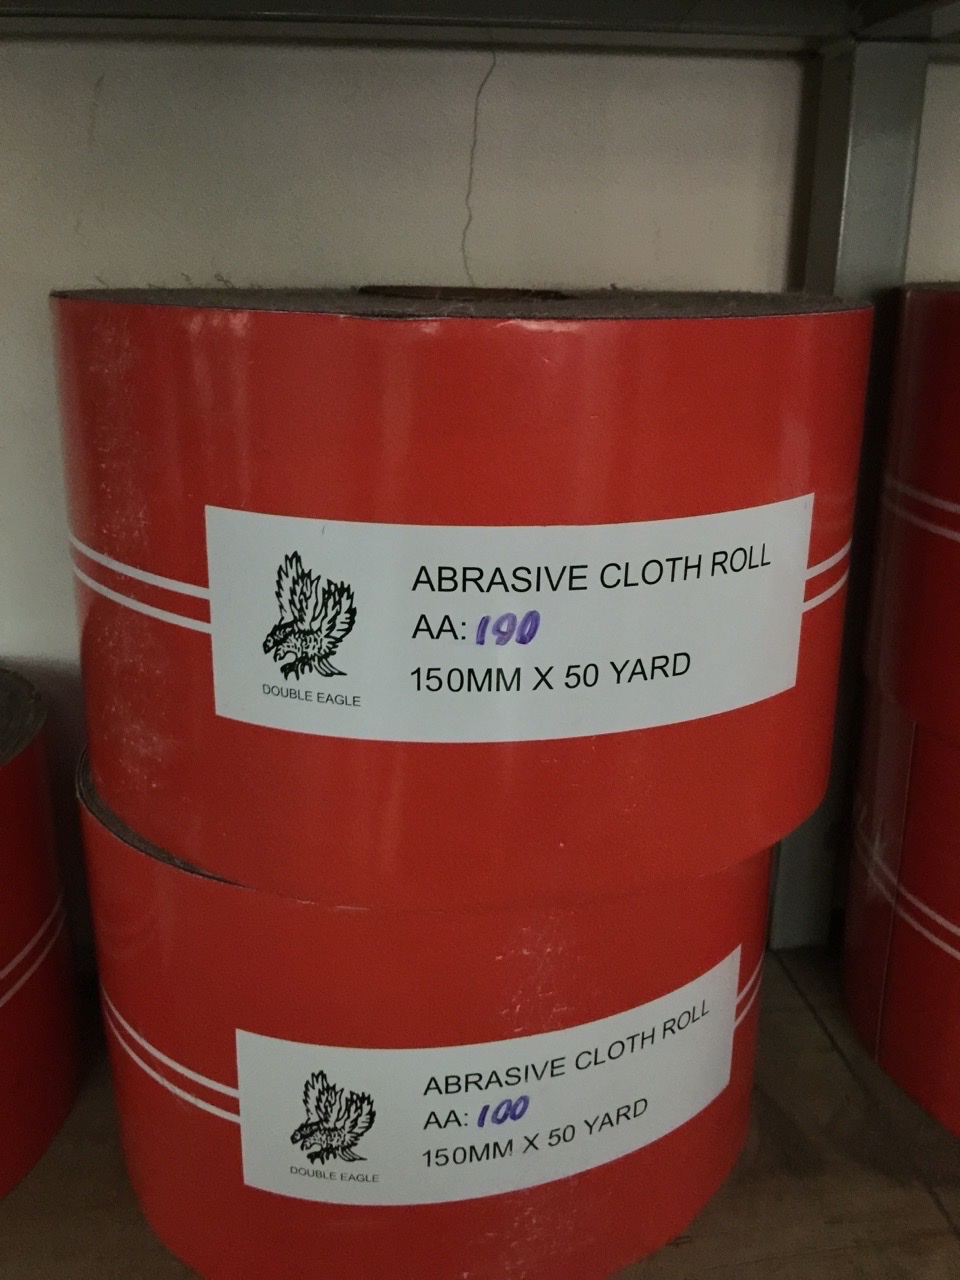 ABRASIVE CLOTH ROLL
AA: 190
150MM X 50 YARD
DOUBLE EAGLE
ABRASIVE CLOTH ROLL
AA: 100
150MM X 50 YARD
DOUBLE EAGLE